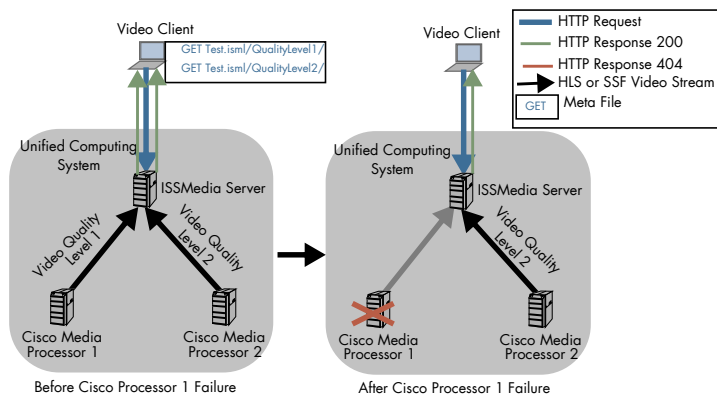 Video Client
GET Test.isml/QualityLevel1/
GET Test.isml/QualityLevel2/
Unified Computing
System
ISSMedia Server
Video Quality
Level 1
Video Quality
Level 2
Cisco Media
Processor 1
Cisco Media
Processor 2
Before Cisco Processor 1 Failure
Video Client
Unified Computing
System
ISSMedia Server
Video Quality
Level 2
Cisco Media
Processor 1
Cisco Media
Processor 2
After Cisco Processor 1 Failure
HTTP Request
HTTP Response 200
HTTP Response 404
HLS or SSF Video Stream
GET Meta File